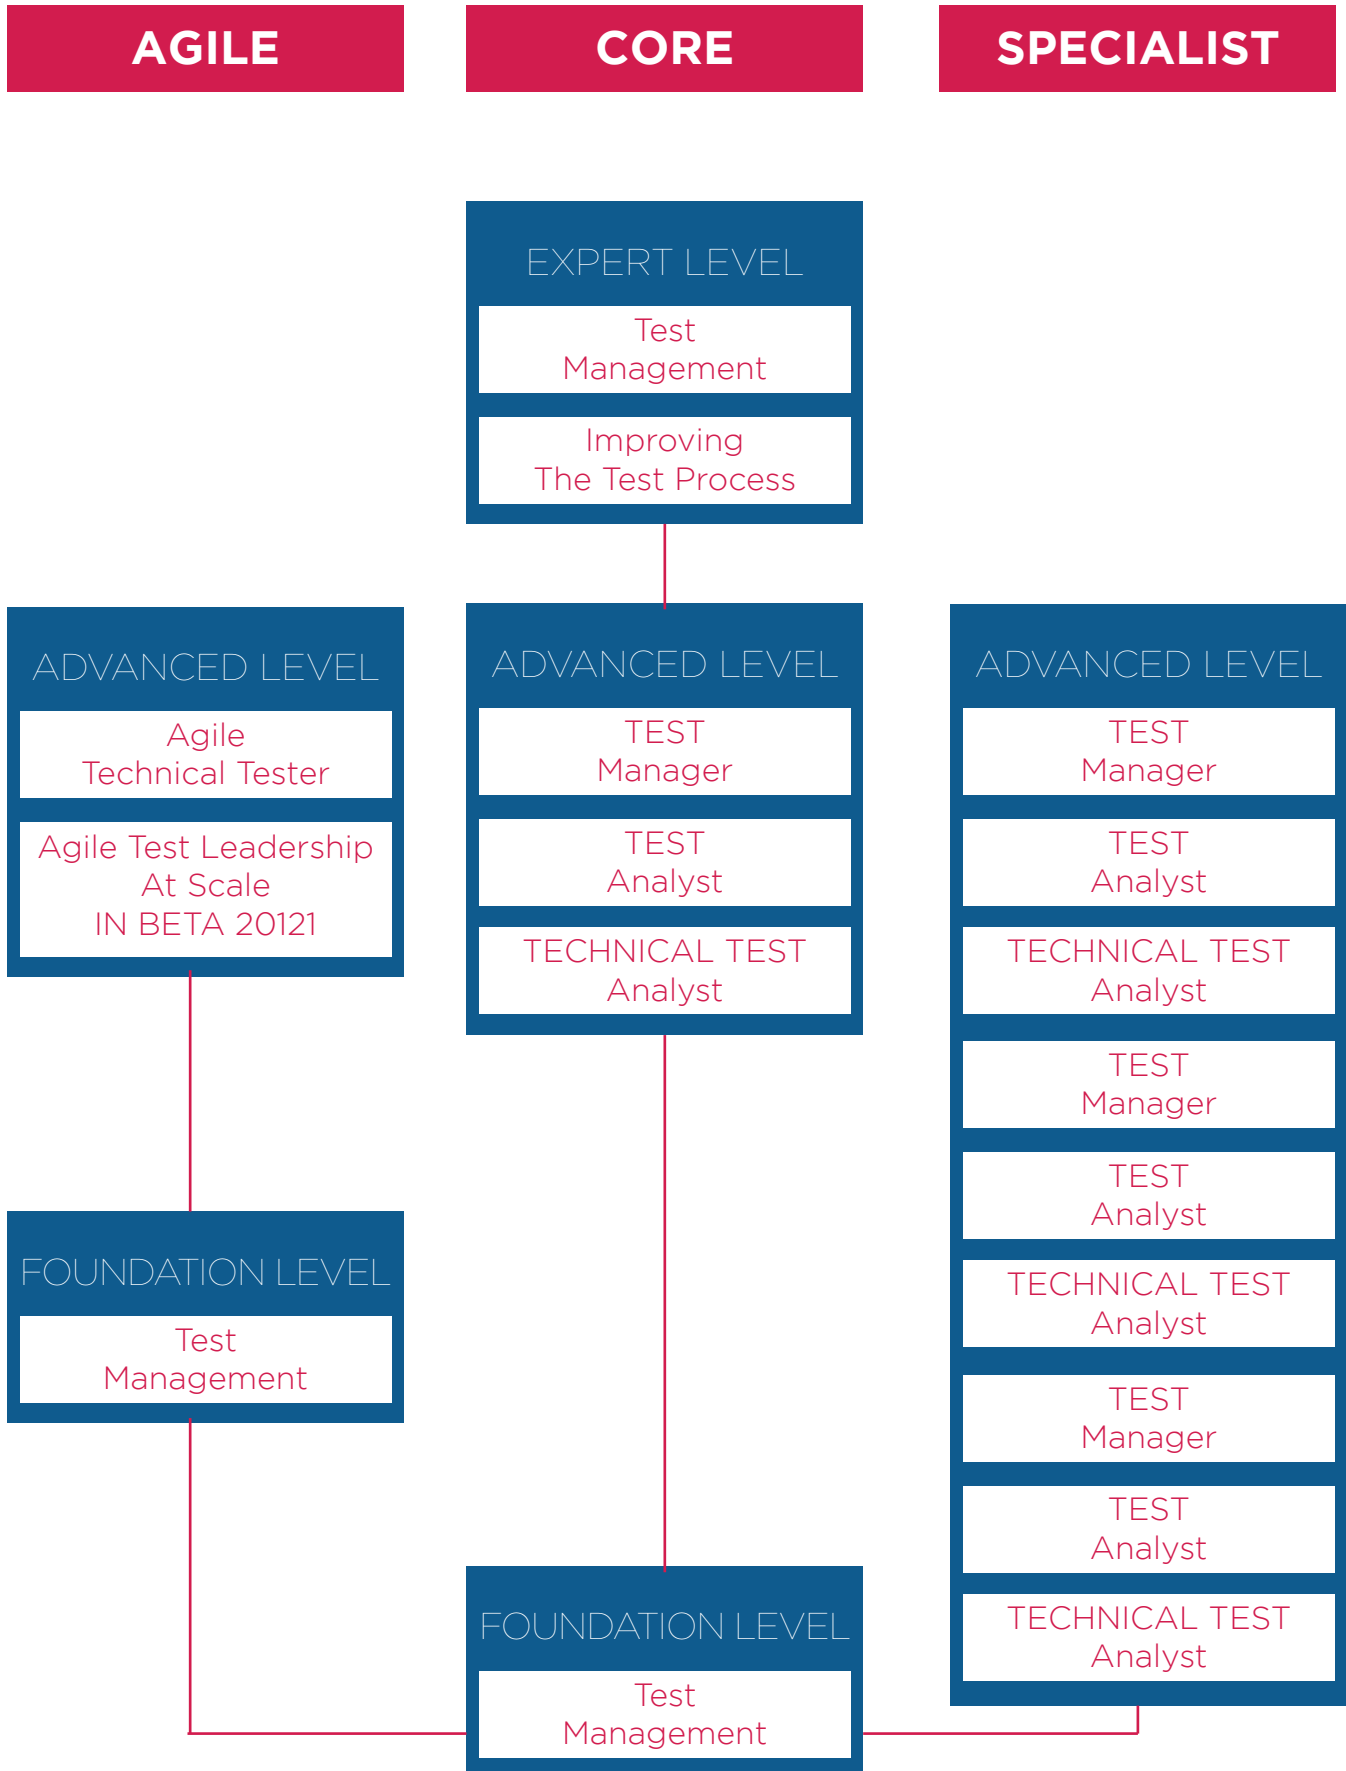 AGILE
CORE
SPECIALIST
EXPERT LEVEL
Test
Management
Improving
The Test Process
ADVANCED LEVEL
Agile
Technical Tester
Agile Test Leadership
At Scale
IN BETA 20121
ADVANCED LEVEL
TEST
Manager
TEST
Analyst
TECHNICAL TEST
Analyst
ADVANCED LEVEL
TEST
Manager
TEST
Analyst
TECHNICAL TEST
Analyst
TEST
Manager
TEST
Analyst
TECHNICAL TEST
Analyst
TEST
Manager
TEST
Analyst
TECHNICAL TEST
Analyst
FOUNDATION LEVEL
Test
Management
FOUNDATION LEVEL
Test
Management